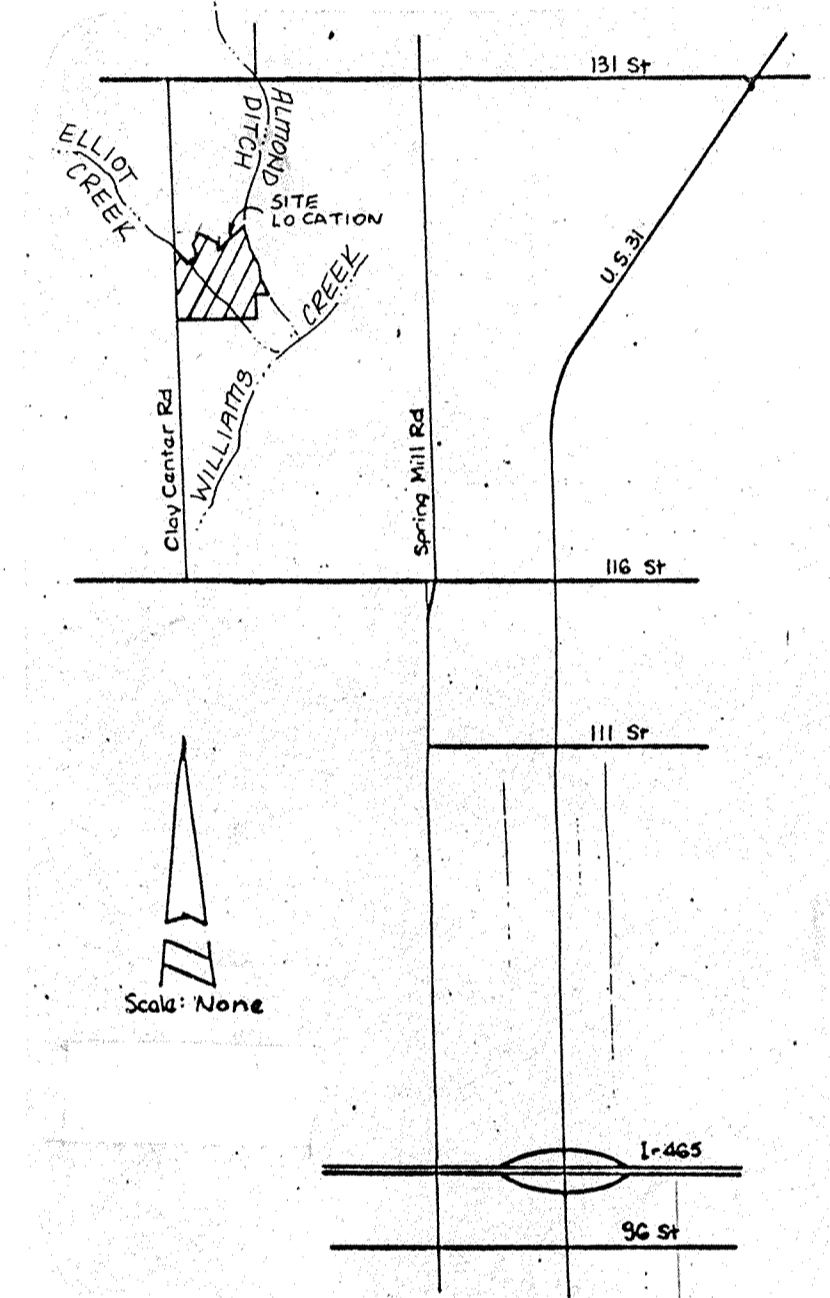 131 St
ALMOND
DITCH
ELLIOT
CREEK
SITE
LOCATION
U.S.31
CREEK
WILLIAMS
Clay Center Rd
Spring Mill Rd
116 St
111 St
Scale: None
I-465
96 St